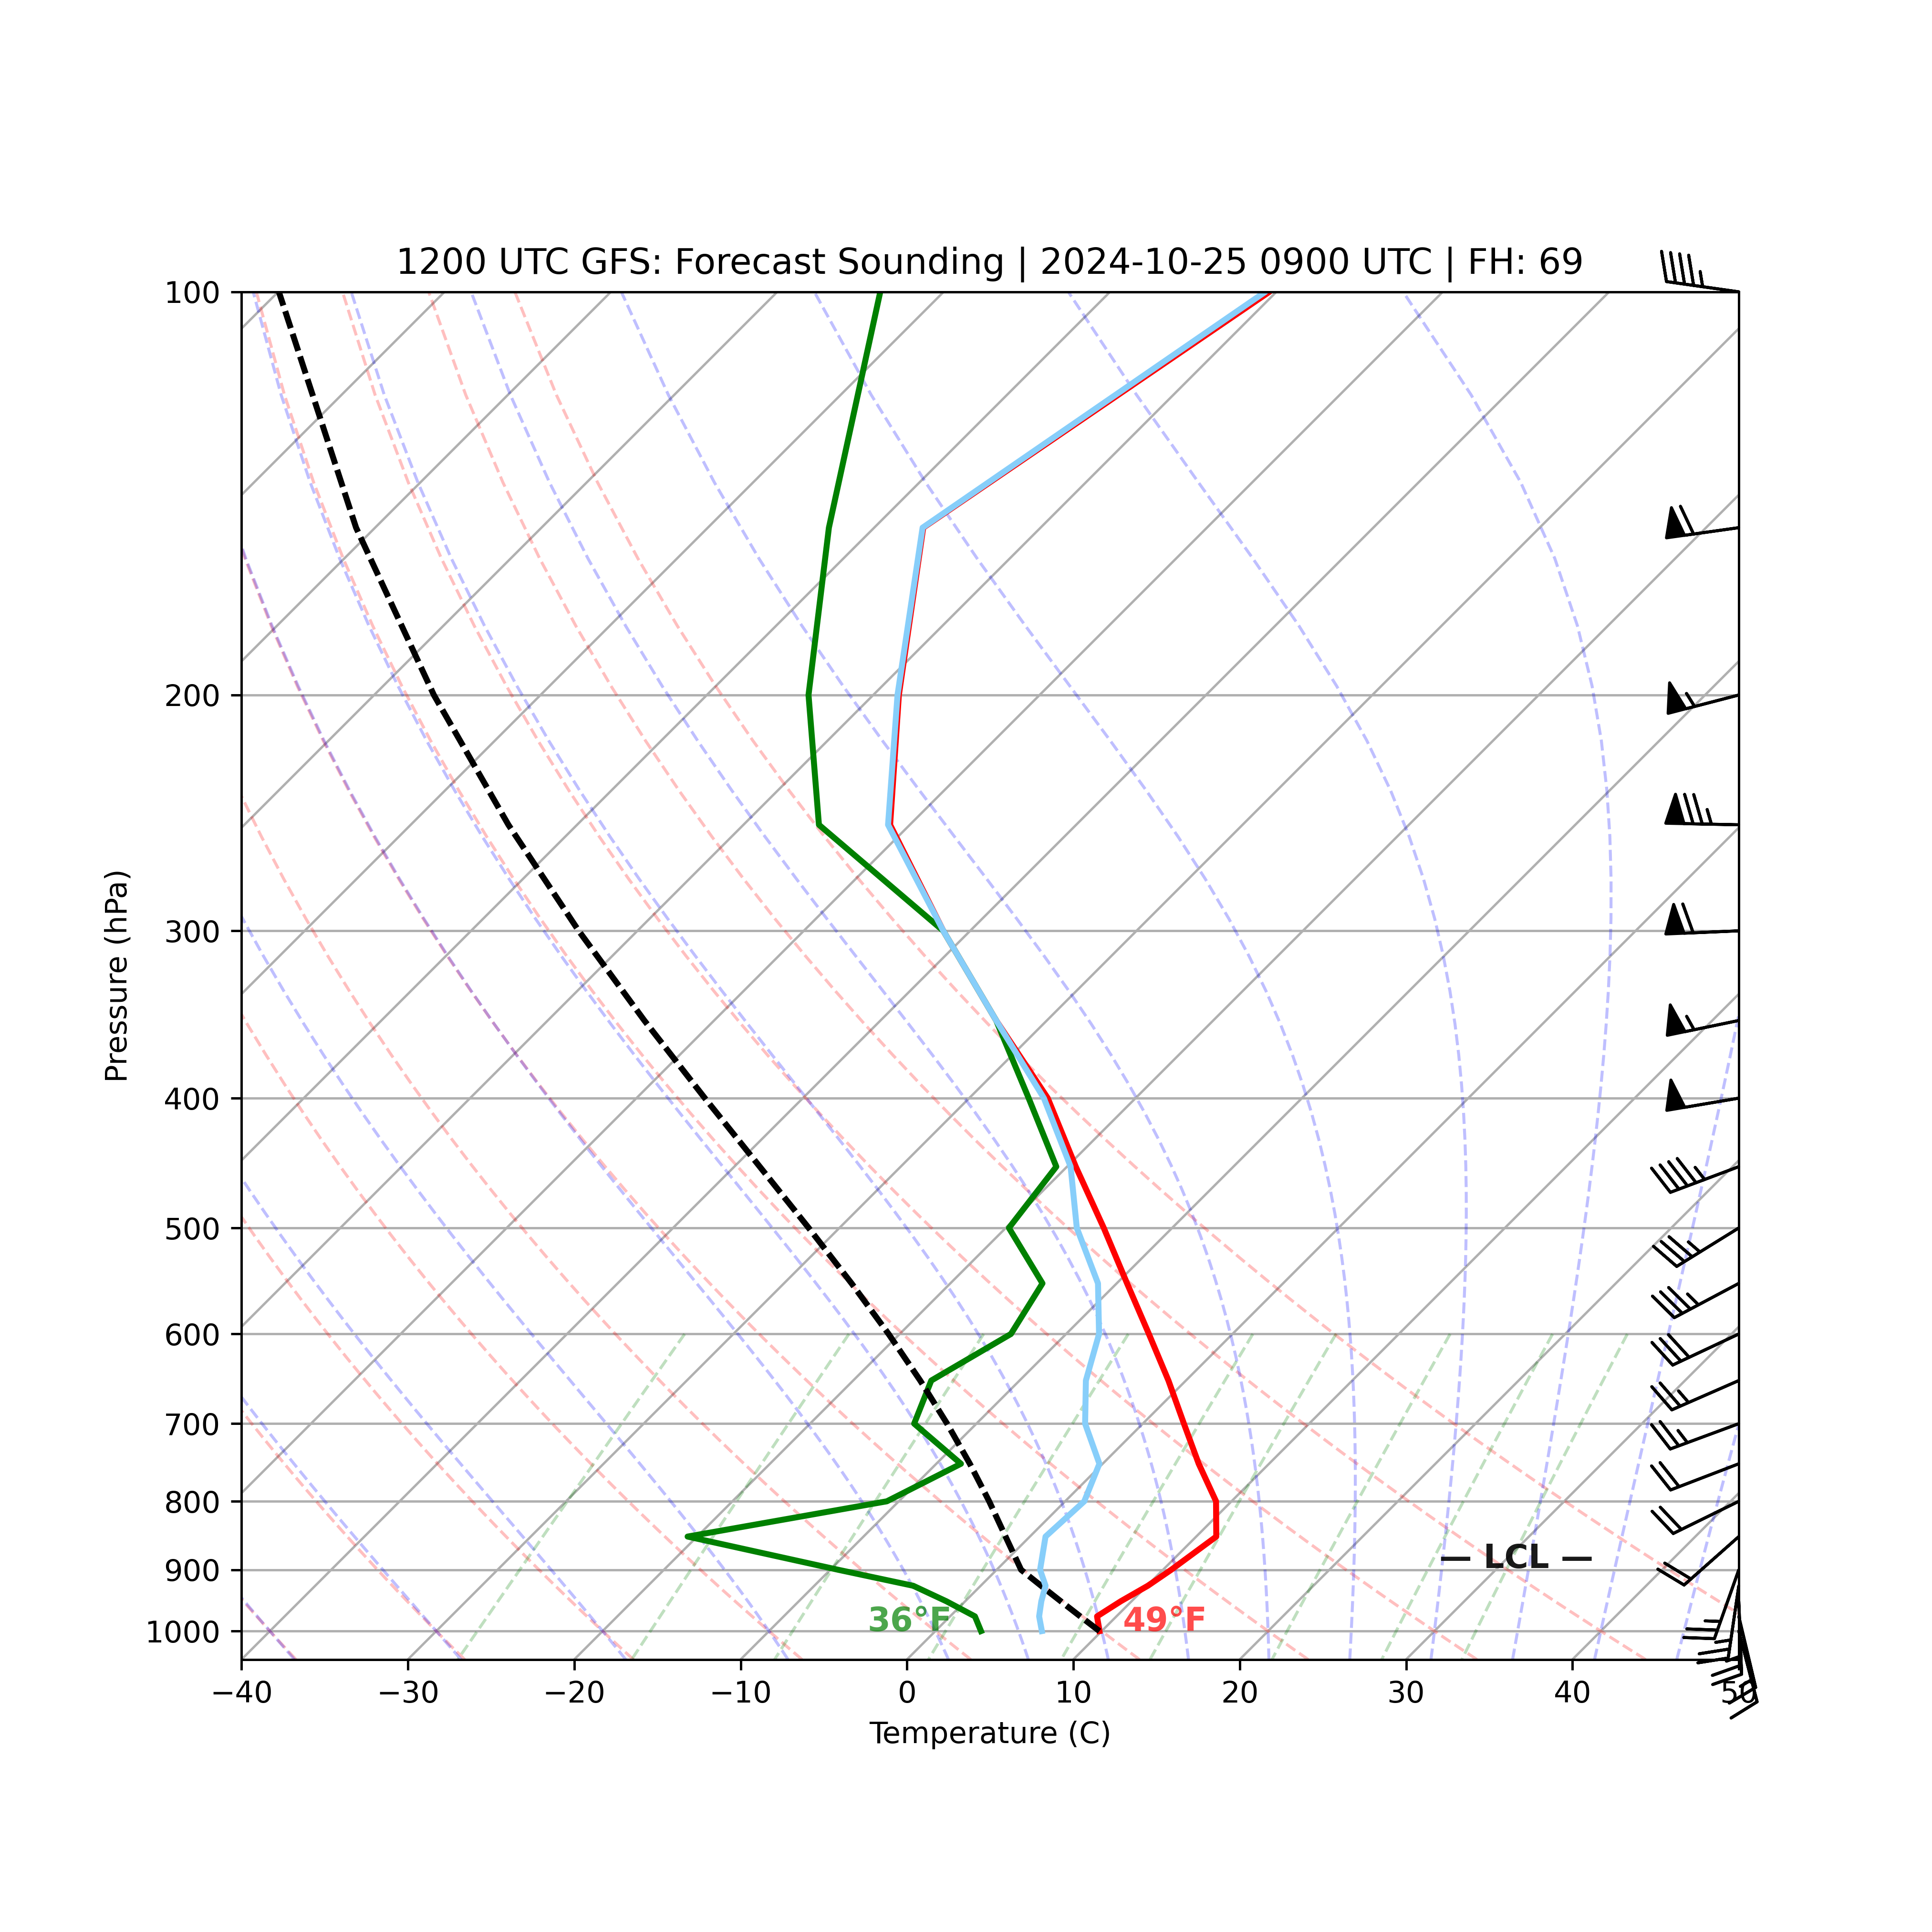 1200 UTC GFS: Forecast Sounding | 2024-10-25 0900 UTC | FH: 69
100
200
300
400
500
600
700
800
900
1000
Pressure (hPa)
— LCL —
36°F
49°F
−40 −30 −20 −10 0 10 20 30 40 50
Temperature (C)